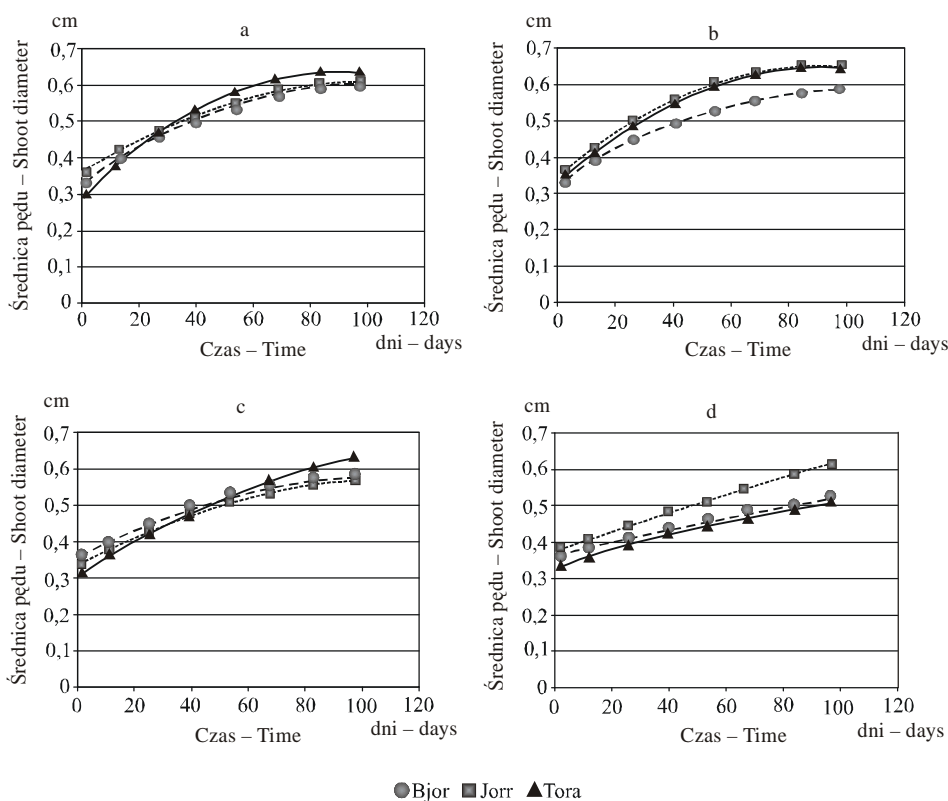 cm
a
Średnica pędu – Shoot diameter
0,7
0,6
0,5
0,4
0,3
0,2
0,1
0
0 20 40 60 80 100 120
Czas – Time
dni – days
cm
b
Średnica pędu – Shoot diameter
0,7
0,6
0,5
0,4
0,3
0,2
0,1
0
0 20 40 60 80 100 120
Czas – Time
dni – days
cm
c
Średnica pędu – Shoot diameter
0,7
0,6
0,5
0,4
0,3
0,2
0,1
0
0 20 40 60 80 100 120
Czas – Time
dni – days
cm
d
Średnica pędu – Shoot diameter
0,7
0,6
0,5
0,4
0,3
0,2
0,1
0
0 20 40 60 80 100 120
Czas – Time
dni – days
Bjor Jorr Tora